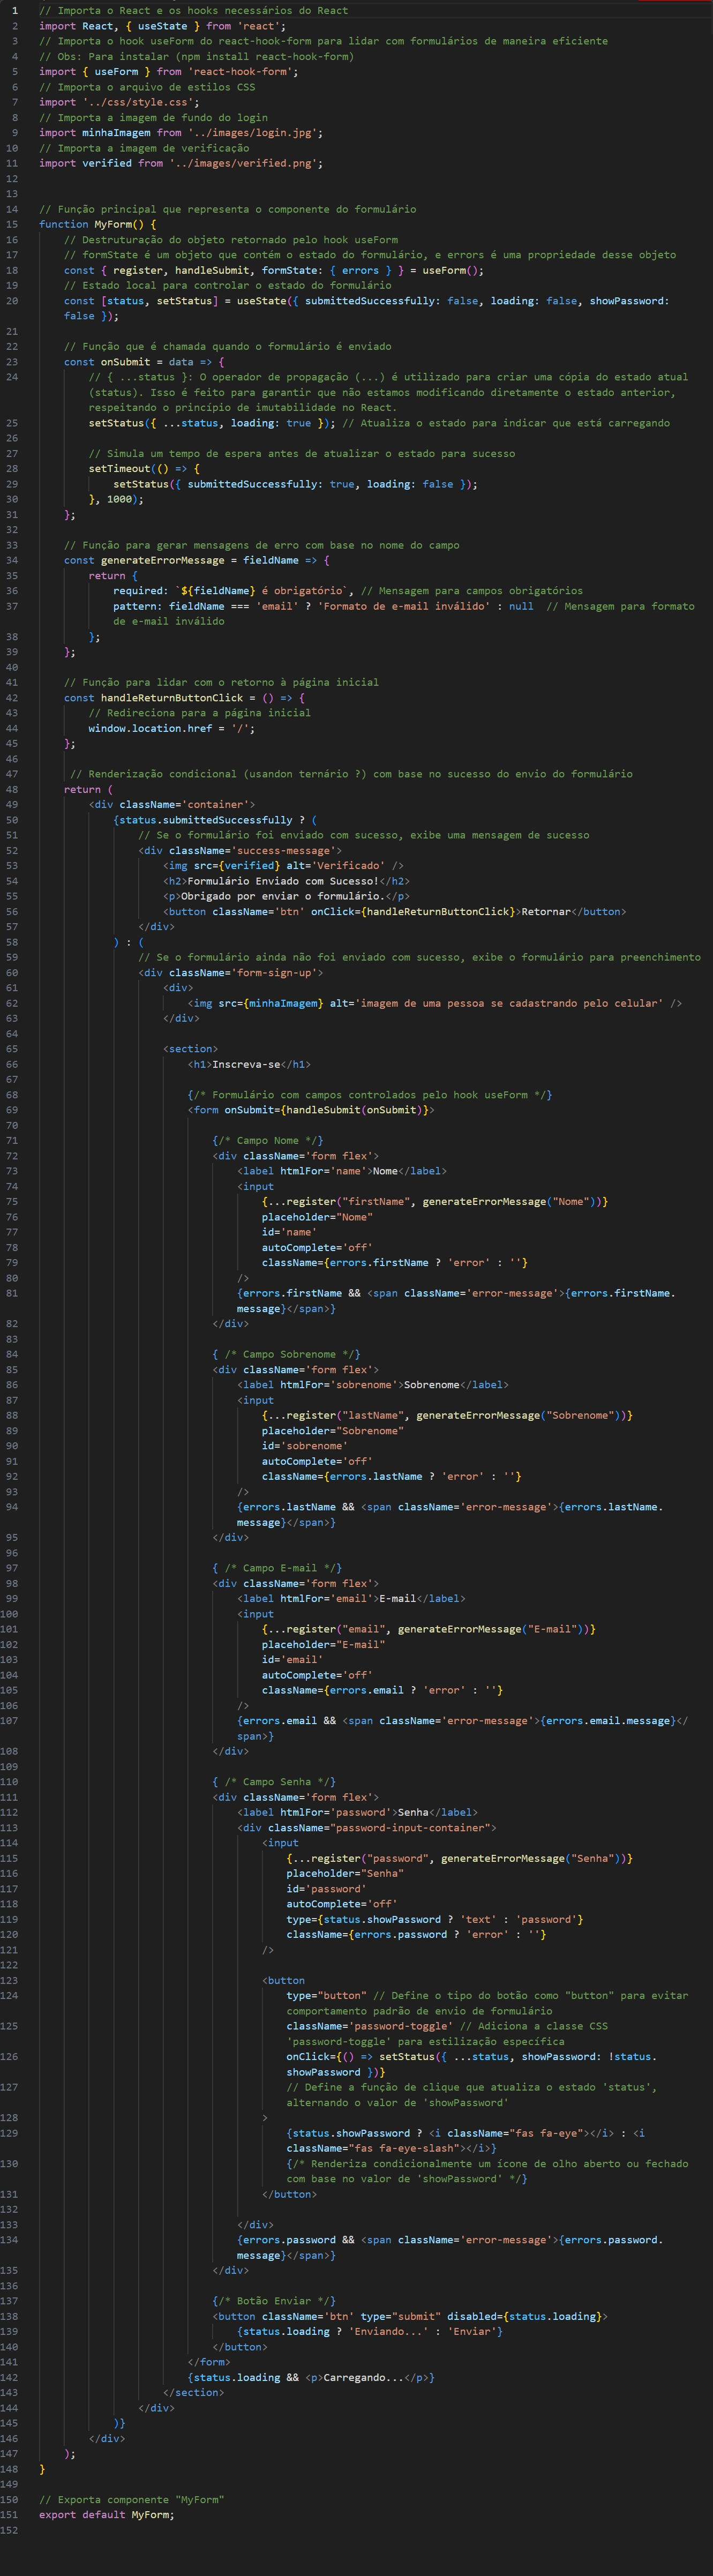 1 // Importa o React e os hooks necessários do React
2 import React, { useState } from 'react';
3 // Importa o hook useForm do react-hook-form para lidar com formulários de maneira eficiente
4 // Obs: Para instalar (npm install react-hook-form)
5 import { useForm } from 'react-hook-form';
6 // Importa o arquivo de estilos CSS
7 import '../css/style.css';
8 // Importa a imagem de fundo do login
9 import minhaImagem from '../images/login.jpg';
10 // Importa a imagem de verificação
11 import verified from '../images/verified.png';
12
13
14 // Função principal que representa o componente do formulário
15 function MyForm() {
16 // Destruturação do objeto retornado pelo hook useForm
17 // formState é um objeto que contém o estado do formulário, e errors é uma propriedade desse objeto
18 const { register, handleSubmit, formState: { errors } } = useForm();
19 // Estado local para controlar o estado do formulário
20 const [status, setStatus] = useState({ submittedSuccessfully: false, loading: false, showPassword:
false });
21
22 // Função que é chamada quando o formulário é enviado
23 const onSubmit = data => {
24 // { ...status }: O operador de propagação (...) é utilizado para criar uma cópia do estado atual
(status). Isso é feito para garantir que não estamos modificando diretamente o estado anterior,
respeitando o princípio de imutabilidade no React.
25 setStatus({ ...status, loading: true }); // Atualiza o estado para indicar que está carregando
26
27 // Simula um tempo de espera antes de atualizar o estado para sucesso
28 setTimeout(() => {
29 setStatus({ submittedSuccessfully: true, loading: false });
30 }, 1000);
31 };
32
33 // Função para gerar mensagens de erro com base no nome do campo
34 const generateErrorMessage = fieldName => {
35 return {
36 required: `${fieldName} é obrigatório`, // Mensagem para campos obrigatórios
37 pattern: fieldName === 'email' ? 'Formato de e-mail inválido' : null // Mensagem para formato
de e-mail inválido
38 };
39 };
40
41 // Função para lidar com o retorno à página inicial
42 const handleReturnButtonClick = () => {
43 // Redireciona para a página inicial
44 window.location.href = '/';
45 };
46
47 // Renderização condicional (usandon ternário ?) com base no sucesso do envio do formulário
48 return (
49 <div className='container'>
50 {status.submittedSuccessfully ? (
51 // Se o formulário foi enviado com sucesso, exibe uma mensagem de sucesso
52 <div className='success-message'>
53 <img src={verified} alt='Verificado' />
54 <h2>Formulário Enviado com Sucesso!</h2>
55 <p>Obrigado por enviar o formulário.</p>
56 <button className='btn' onClick={handleReturnButtonClick}>Retornar</button>
57 </div>
58 ) : (
59 // Se o formulário ainda não foi enviado com sucesso, exibe o formulário para preenchimento
60 <div className='form-sign-up'>
61 <div>
62 <img src={minhaImagem} alt='imagem de uma pessoa se cadastrando pelo celular' />
63 </div>
64
65 <section>
66 <h1>Inscreva-se</h1>
67
68 {/* Formulário com campos controlados pelo hook useForm */}
69 <form onSubmit={handleSubmit(onSubmit)}>
70
71 {/* Campo Nome */}
72 <div className='form flex'>
73 <label htmlFor='name'>Nome</label>
74 <input
75 {...register("firstName", generateErrorMessage("Nome"))}
76 placeholder="Nome"
77 id='name'
78 autoComplete='off'
79 className={errors.firstName ? 'error' : ''}
80 />
81 {errors.firstName && <span className='error-message'>{errors.firstName.
message}</span>}
82 </div>
83
84 { /* Campo Sobrenome */}
85 <div className='form flex'>
86 <label htmlFor='sobrenome'>Sobrenome</label>
87 <input
88 {...register("lastName", generateErrorMessage("Sobrenome"))}
89 placeholder="Sobrenome"
90 id='sobrenome'
91 autoComplete='off'
92 className={errors.lastName ? 'error' : ''}
93 />
94 {errors.lastName && <span className='error-message'>{errors.lastName.
message}</span>}
95 </div>
96
97 { /* Campo E-mail */}
98 <div className='form flex'>
99 <label htmlFor='email'>E-mail</label>
100 <input
101 {...register("email", generateErrorMessage("E-mail"))}
102 placeholder="E-mail"
103 id='email'
104 autoComplete='off'
105 className={errors.email ? 'error' : ''}
106 />
107 {errors.email && <span className='error-message'>{errors.email.message}</
span>}
108 </div>
109
110 { /* Campo Senha */}
111 <div className='form flex'>
112 <label htmlFor='password'>Senha</label>
113 <div className="password-input-container">
114 <input
115 {...register("password", generateErrorMessage("Senha"))}
116 placeholder="Senha"
117 id='password'
118 autoComplete='off'
119 type={status.showPassword ? 'text' : 'password'}
120 className={errors.password ? 'error' : ''}
121 />
122
123 <button
124 type="button" // Define o tipo do botão como "button" para evitar
comportamento padrão de envio de formulário
125 className='password-toggle' // Adiciona a classe CSS
'password-toggle' para estilização específica
126 onClick={() => setStatus({ ...status, showPassword: !status.
showPassword })}
127 // Define a função de clique que atualiza o estado 'status',
alternando o valor de 'showPassword'
128 >
129 {status.showPassword ? <i className="fas fa-eye"></i> : <i
className="fas fa-eye-slash"></i>}
130 {/* Renderiza condicionalmente um ícone de olho aberto ou fechado
com base no valor de 'showPassword' */}
131 </button>
132
133 </div>
134 {errors.password && <span className='error-message'>{errors.password.
message}</span>}
135 </div>
136
137 {/* Botão Enviar */}
138 <button className='btn' type="submit" disabled={status.loading}>
139 {status.loading ? 'Enviando...' : 'Enviar'}
140 </button>
141 </form>
142 {status.loading && <p>Carregando...</p>}
143 </section>
144 </div>
145 )}
146 </div>
147 );
148 }
149
150 // Exporta componente "MyForm"
151 export default MyForm;
152